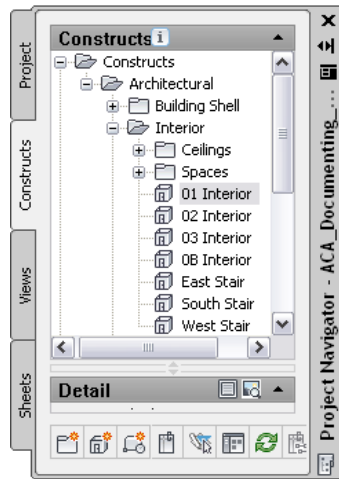 Project
Constructs
Views
Sheets
Constructs
Constructs
Architectural
Building Shell
Interior
Ceilings
Spaces
01 Interior
02 Interior
03 Interior
0B Interior
East Stair
South Stair
West Stair
Detail
Project Navigator - ACA_Documenting_...